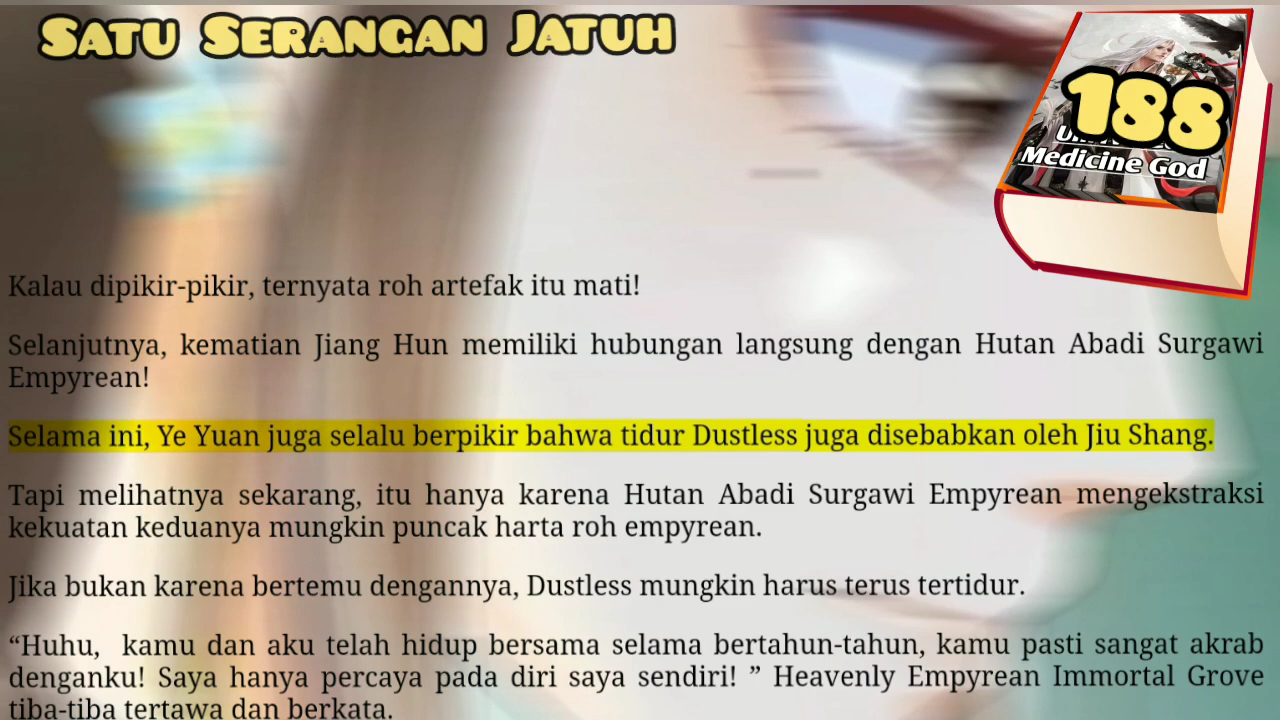 Satu Serangan Jatuh
188
Medicine God
Kalau dipikir-pikir, ternyata roh artefak itu mati!
Selanjutnya, kematian Jiang Hun memiliki hubungan langsung dengan Hutan Abadi Surgawi
Empyrean!
Selama ini, Ye Yuan juga selalu berpikir bahwa tidur Dustless juga disebabkan oleh Jiu Shang.
Tapi melihatnya sekarang, itu hanya karena Hutan Abadi Surgawi Empyrean mengekstraksi
kekuatan keduanya mungkin puncak harta roh empyrean.
Jika bukan karena bertemu dengannya, Dustless mungkin harus terus tertidur.
“Huhu,  kamu dan aku telah hidup bersama selama bertahun-tahun, kamu pasti sangat akrab
denganku! Saya hanya percaya pada diri saya sendiri! ” Heavenly Empyrean Immortal Grove
tiba-tiba tertawa dan berkata.